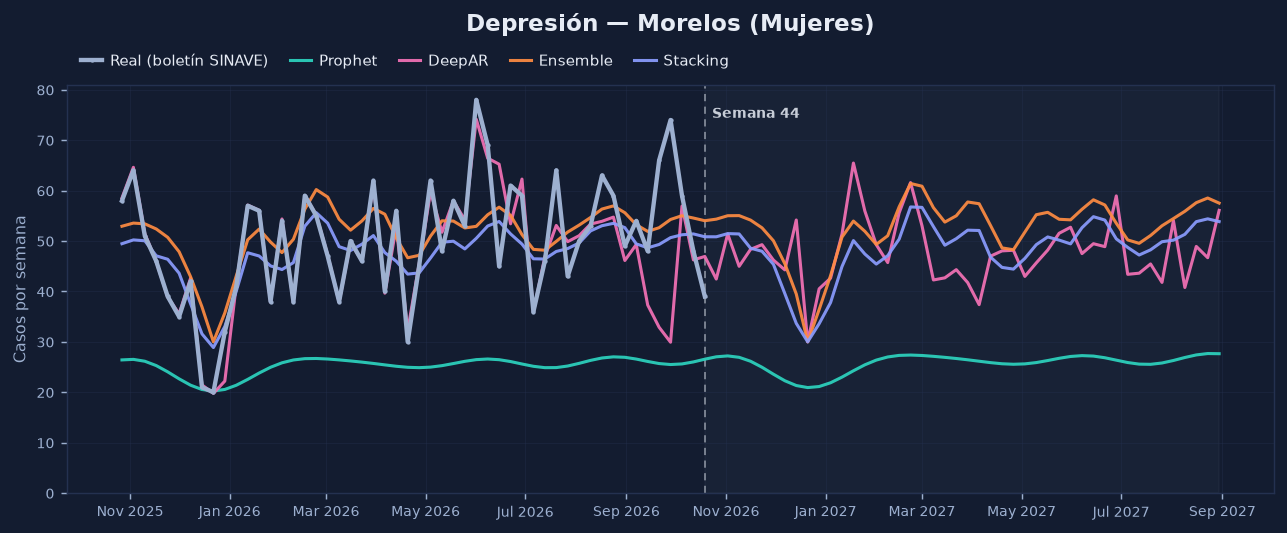 Depresión — Morelos (Mujeres)
Real (boletín SINAVE) Prophet DeepAR Ensemble Stacking
Semana 44
Casos por semana
80
70
60
50
40
30
20
10
0
Nov 2025 Jan 2026 Mar 2026 May 2026 Jul 2026 Sep 2026 Nov 2026 Jan 2027 Mar 2027 May 2027 Jul 2027 Sep 2027